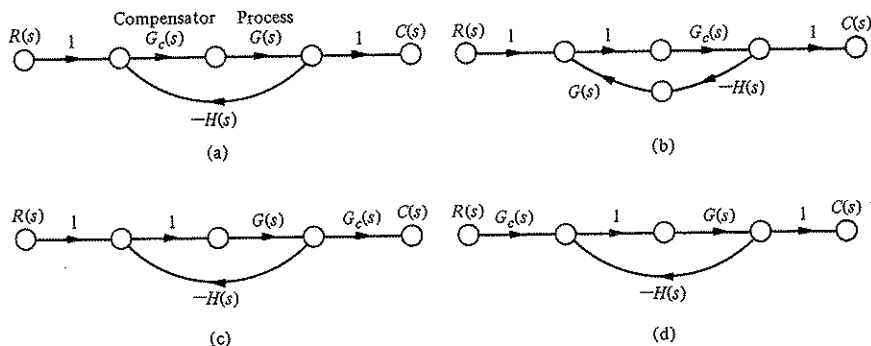 Compensator Process
R(s) 1 G_c(s) G(s) 1 C(s)
−H(s)
(a)
R(s) 1 1 G_c(s) 1 C(s)
G(s) −H(s)
(b)
R(s) 1 1 G(s) G_c(s) C(s)
−H(s)
(c)
R(s) G_c(s) 1 G(s) 1 C(s)
−H(s)
(d)